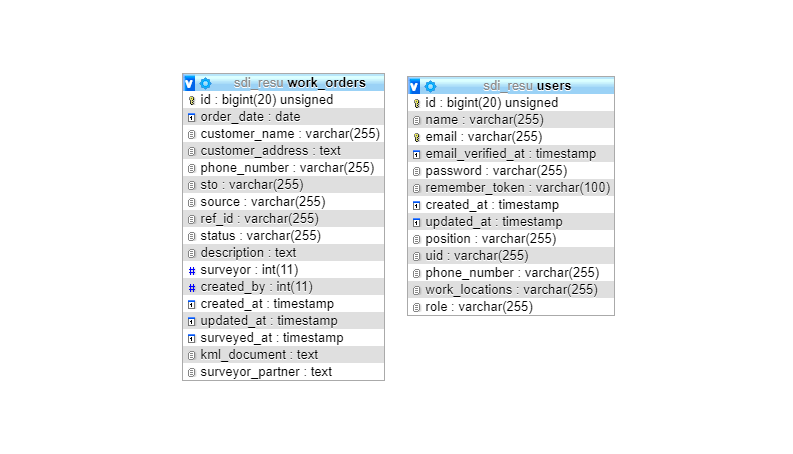 sdi_resu work_orders
id : bigint(20) unsigned
order_date : date
customer_name : varchar(255)
customer_address : text
phone_number : varchar(255)
sto : varchar(255)
source : varchar(255)
ref_id : varchar(255)
status : varchar(255)
description : text
surveyor : int(11)
created_by : int(11)
created_at : timestamp
updated_at : timestamp
surveyed_at : timestamp
kml_document : text
surveyor_partner : text
sdi_resu users
id : bigint(20) unsigned
name : varchar(255)
email : varchar(255)
email_verified_at : timestamp
password : varchar(255)
remember_token : varchar(100)
created_at : timestamp
updated_at : timestamp
position : varchar(255)
uid : varchar(255)
phone_number : varchar(255)
work_locations : varchar(255)
role : varchar(255)